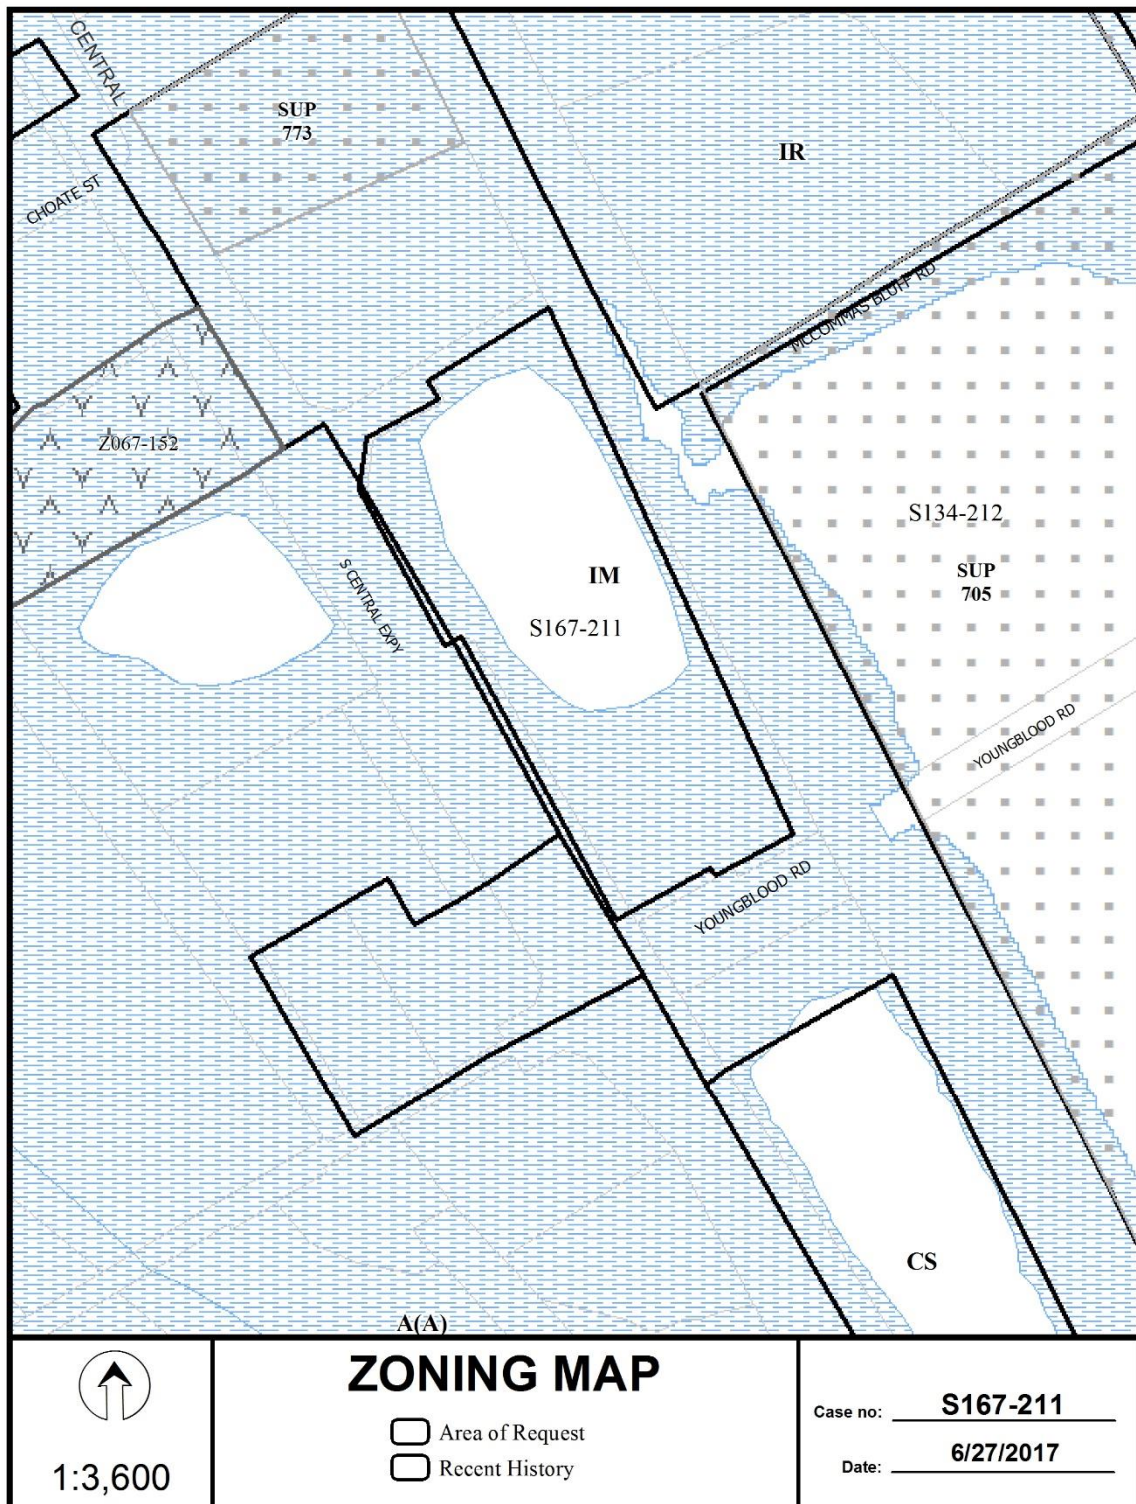 CENTRAL
SUP
773
IR
CHOATE ST
MCCOMMAS BLUFF RD
Z067-152
S134-212
SUP
705
S CENTRAL EXPY
IM
S167-211
YOUNGBLOOD RD
YOUNGBLOOD RD
CS
A(A)
1:3,600
ZONING MAP
Area of Request
Recent History
Case no: S167-211
Date: 6/27/2017